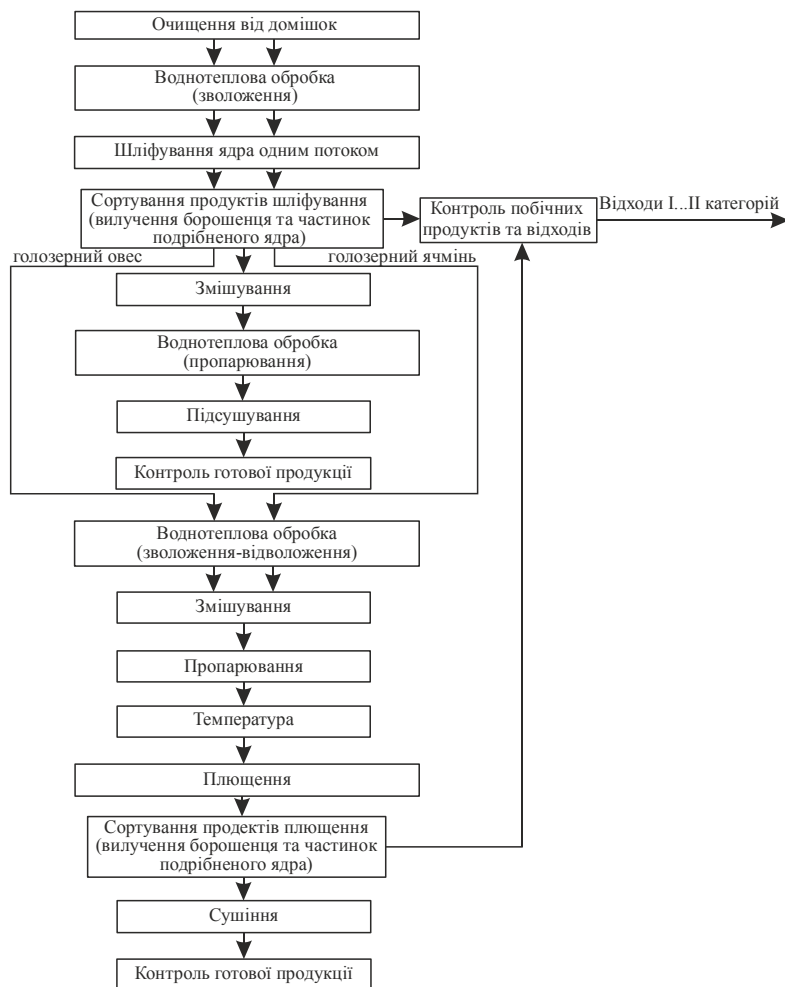 Очищення від домішок
Воднотеплова обробка
(зволоження)
Шліфування ядра одним потоком
Сортування продуктів шліфування
(вилучення борошенця та частинок
подрібненого ядра)
Контроль побічних
продуктів та відходів
Відходи І...ІІ категорій
голозерний овес
голозерний ячмінь
Змішування
Воднотеплова обробка
(пропарювання)
Підсушування
Контроль готової продукції
Воднотеплова обробка
(зволоження-відволоження)
Змішування
Пропарювання
Температура
Плющення
Сортування продектів плющення
(вилучення борошенця та частинок
подрібненого ядра)
Сушіння
Контроль готової продукції